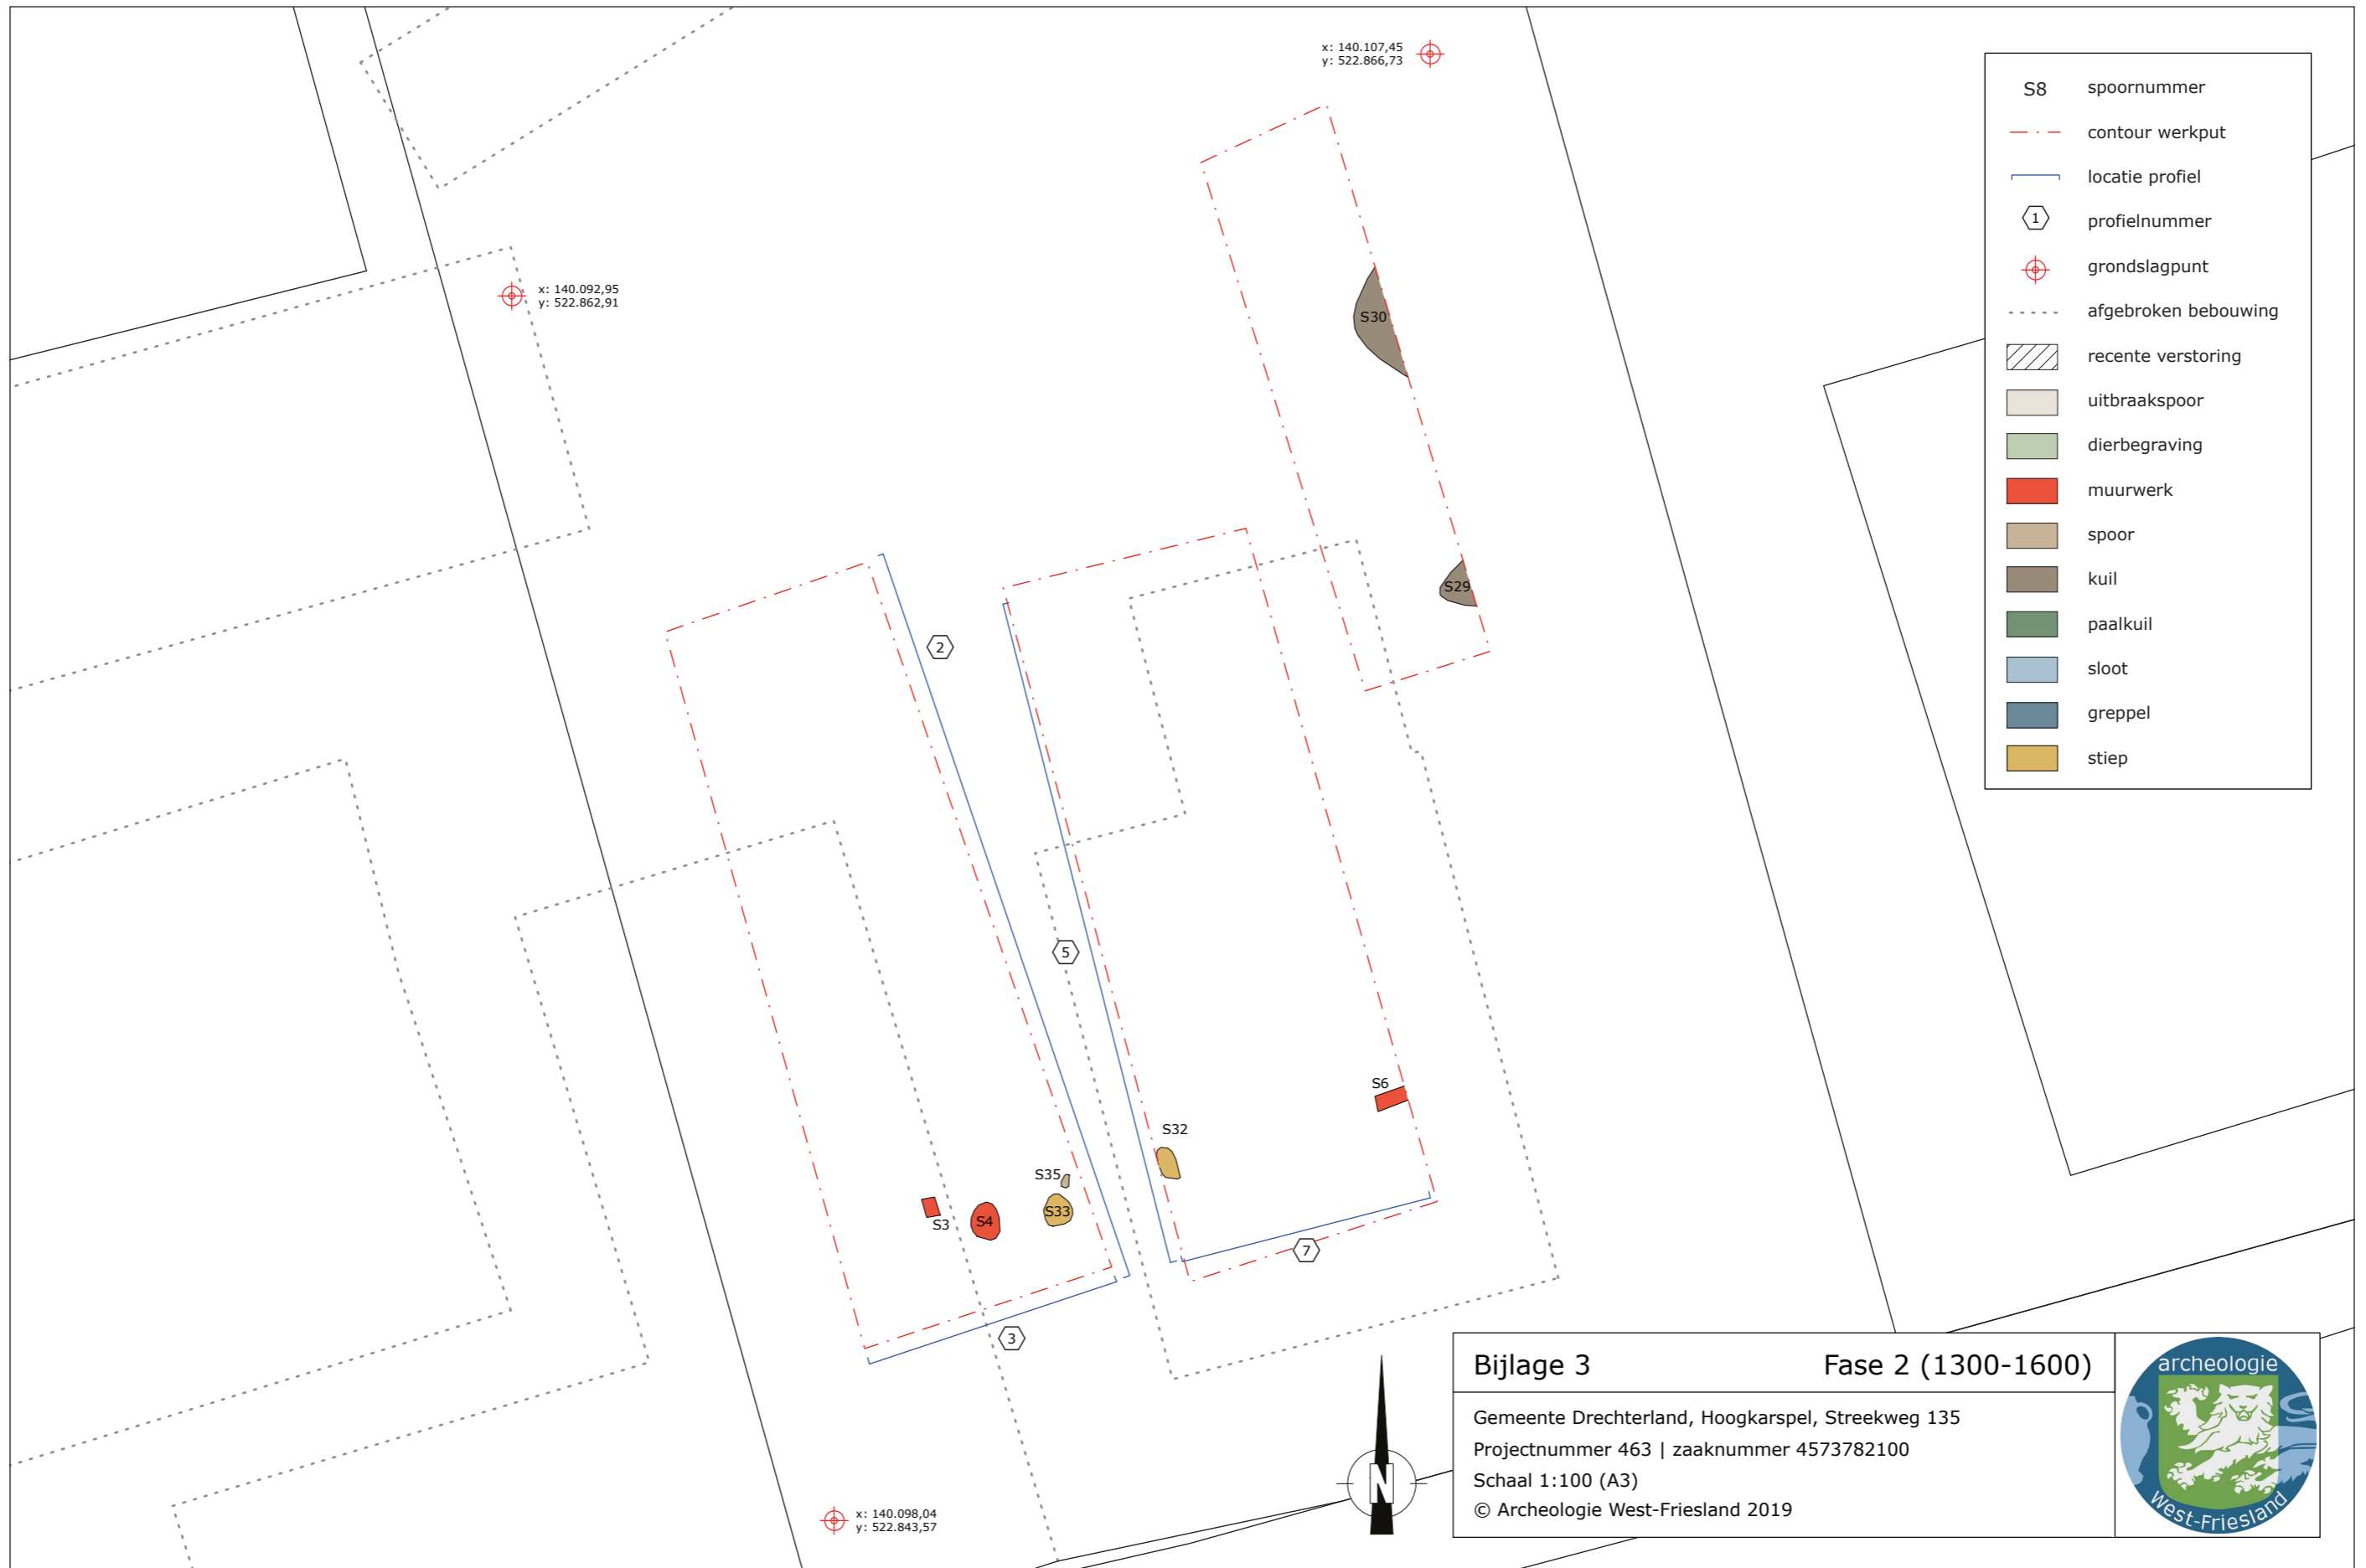 x: 140.107,45
y: 522.866,73
S8 spoornummer
contour werkput
locatie profiel
1 profielnummer
grondslagpunt
afgebroken bebouwing
recente verstoring
uitbraakspoor
dierbegraving
muurwerk
spoor
kuil
paalkuil
sloot
greppel
stiep
x: 140.092,95
y: 522.862,91
S30
S29
2
5
S6
S32
S35
S33
S3
S4
7
3
x: 140.098,04
y: 522.843,57
N
Bijlage 3 Fase 2 (1300-1600)
Gemeente Drechterland, Hoogkarspel, Streekweg 135
Projectnummer 463 | zaaknummer 4573782100
Schaal 1:100 (A3)
© Archeologie West-Friesland 2019
archeologie
West-Friesland